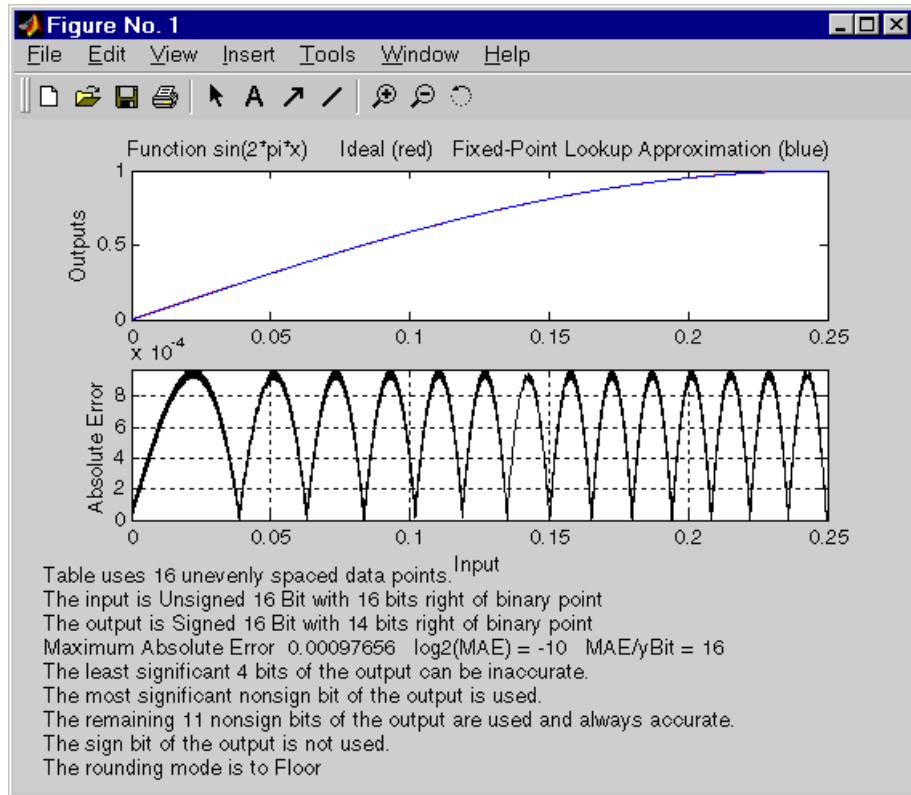 Figure No. 1
File Edit View Insert Tools Window Help
A
Function sin(2*pi*x) Ideal (red) Fixed-Point Lookup Approximation (blue)
1
0.5
0
Outputs
0 0.05 0.1 0.15 0.2 0.25
x 10^-4
8
6
4
2
0
Absolute Error
0 0.05 0.1 0.15 0.2 0.25
Input
Table uses 16 unevenly spaced data points.
The input is Unsigned 16 Bit with 16 bits right of binary point
The output is Signed 16 Bit with 14 bits right of binary point
Maximum Absolute Error 0.00097656 log2(MAE) = -10 MAE/yBit = 16
The least significant 4 bits of the output can be inaccurate.
The most significant nonsign bit of the output is used.
The remaining 11 nonsign bits of the output are used and always accurate.
The sign bit of the output is not used.
The rounding mode is to Floor